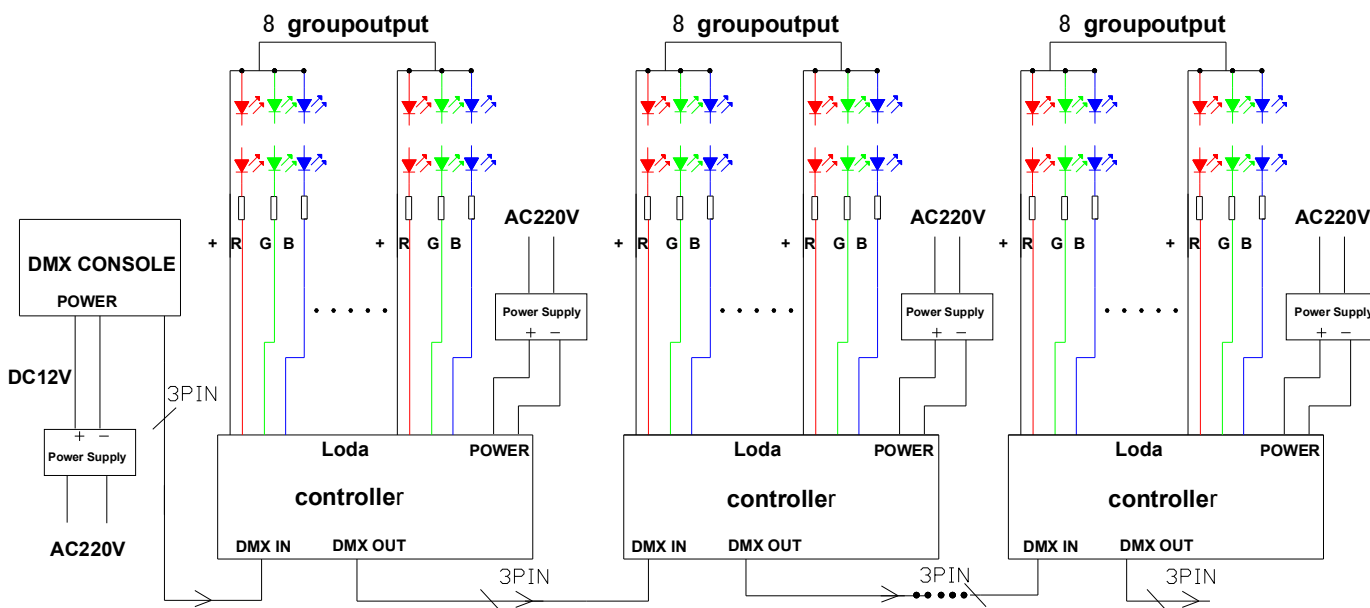 8 groupoutput
8 groupoutput
8 groupoutput
AC220V
AC220V
AC220V
+ R G B
+ R G B
+ R G B
+ R G B
+ R G B
+ R G B
DMX CONSOLE
POWER
Power Supply
+ −
Power Supply
+ −
Power Supply
+ −
DC12V
3PIN
+ −
Power Supply
AC220V
Loda
POWER
controller
DMX IN
DMX OUT
Loda
POWER
controller
DMX IN
DMX OUT
Loda
POWER
controller
DMX IN
DMX OUT
3PIN
3PIN
3PIN